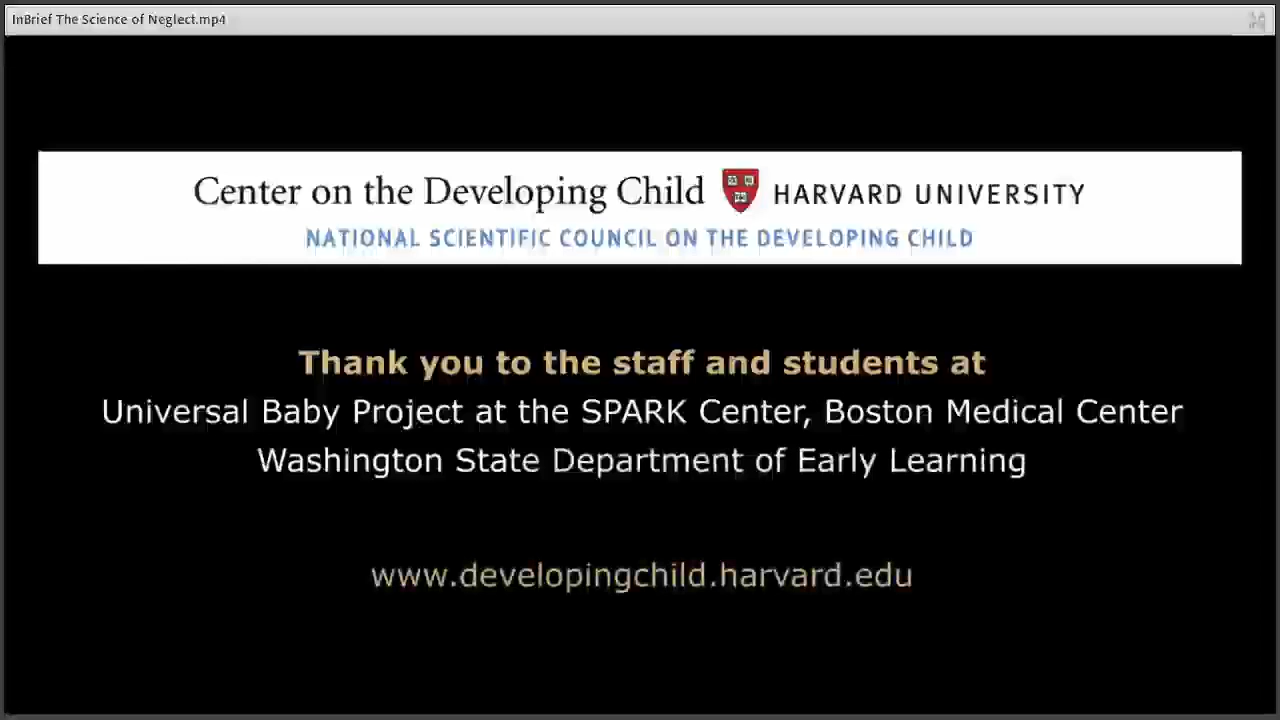 InBrief The Science of Neglect.mp4
Center on the Developing Child HARVARD UNIVERSITY
NATIONAL SCIENTIFIC COUNCIL ON THE DEVELOPING CHILD
Thank you to the staff and students at
Universal Baby Project at the SPARK Center, Boston Medical Center
Washington State Department of Early Learning
www.developingchild.harvard.edu